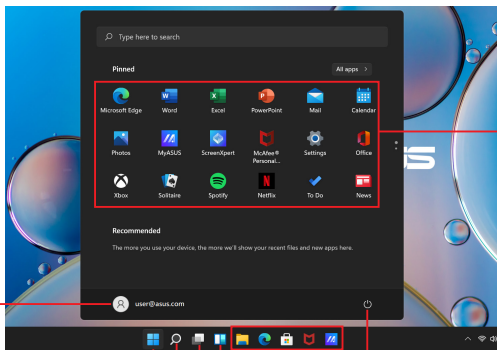 Type here to search
Pinned
All apps >
Microsoft Edge
Word
Excel
PowerPoint
Mail
Calendar
Photos
MyASUS
ScreenXpert
McAfee®
Personal...
Settings
Office
Xbox
Solitaire
Spotify
Netflix
To Do
News
Recommended
The more you use your device, the more we'll show your recent files and new apps here.
user@asus.com